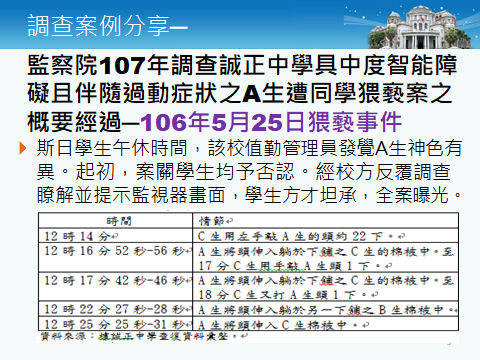 調查案例分享—
監察院107年調查誠正中學具中度智能障
礙且伴隨過動症狀之A生遭同學猥褻案之
概要經過—106年5月25日猥褻事件
斯日學生午休時間，該校值勤管理員發覺A生神色有
異。起初，案關學生均予否認。經校方反覆調查
瞭解並提示監視器畫面，學生方才坦承，全案曝光。
時間 情節
12 時 14 分 C 生用左手敲 A 生的頭約 22 下。
12 時 16 分 52 秒-56 秒 A 生將頭伸入躺於下鋪之 C 生的棉被中。至
17 分 C 生用手敲 A 生頭 1 下。
12 時 17 分 42 秒-46 秒 A 生將頭伸入躺於下鋪之 C 生的棉被中。至
18 分 C 生又打 A 生頭 1 下。
12 時 22 分 27 秒-28 秒 A 生將頭伸入躺於另一下鋪之 B 生棉被中。
12 時 25 分 25 秒-31 秒 A 生將頭伸入 C 生棉被中。
資料來源：據誠正中學查復資料彙整。